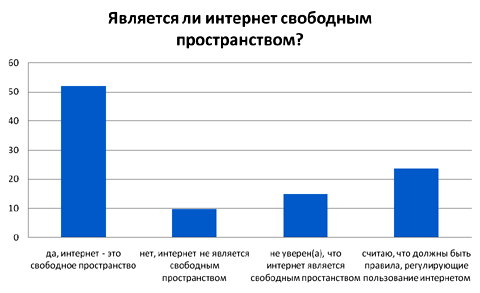 Является ли интернет свободным
пространством?
60
50
40
30
20
10
0
да, интернет - это
свободное пространство
нет, интернет не является
свободным
пространством
не уверен(а), что
интернет является
свободным простанством
считаю, что должны быть
правила, регулирующие
пользование интернетом